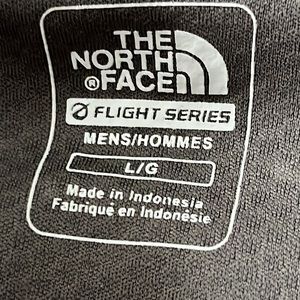 THE
NORTH
®FACE
FLIGHT SERIES
MENS/HOMMES
L/G
Made in Indonesia
Fabriqué en Indonésie